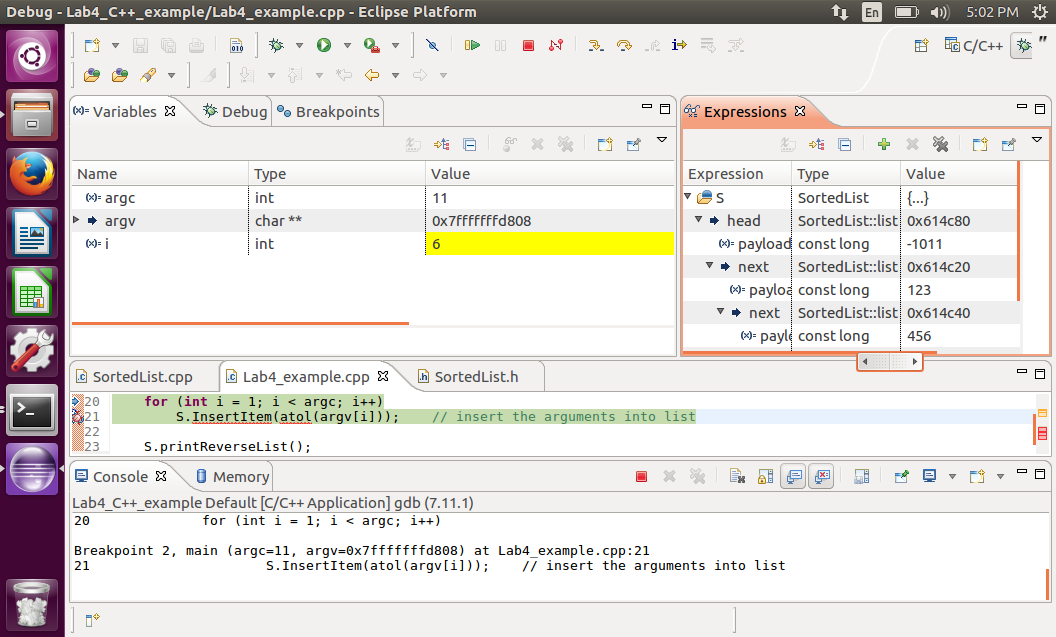 Debug - Lab4_C++_example/Lab4_example.cpp - Eclipse Platform
En
5:02 PM
010
C/C++
”
(x)= Variables
Debug
Breakpoints
Name Type Value
(x)= argc int 11
argv char ** 0x7fffffffd808
(x)= i int 6
Expressions
Expression Type Value
S SortedList {...}
head SortedList::list 0x614c80
(x)= payload const long -1011
next SortedList::list 0x614c20
(x)= payloa const long 123
next SortedList::list 0x614c40
(x)= payl const long 456
SortedList.cpp
Lab4_example.cpp
SortedList.h
20 for (int i = 1; i < argc; i++)
21 S.InsertItem(atol(argv[i])); // insert the arguments into list
22
23 S.printReverseList();
Console
Memory
Lab4_C++_example Default [C/C++ Application] gdb (7.11.1)
20 for (int i = 1; i < argc; i++)
Breakpoint 2, main (argc=11, argv=0x7fffffffd808) at Lab4_example.cpp:21
21 S.InsertItem(atol(argv[i])); // insert the arguments into list